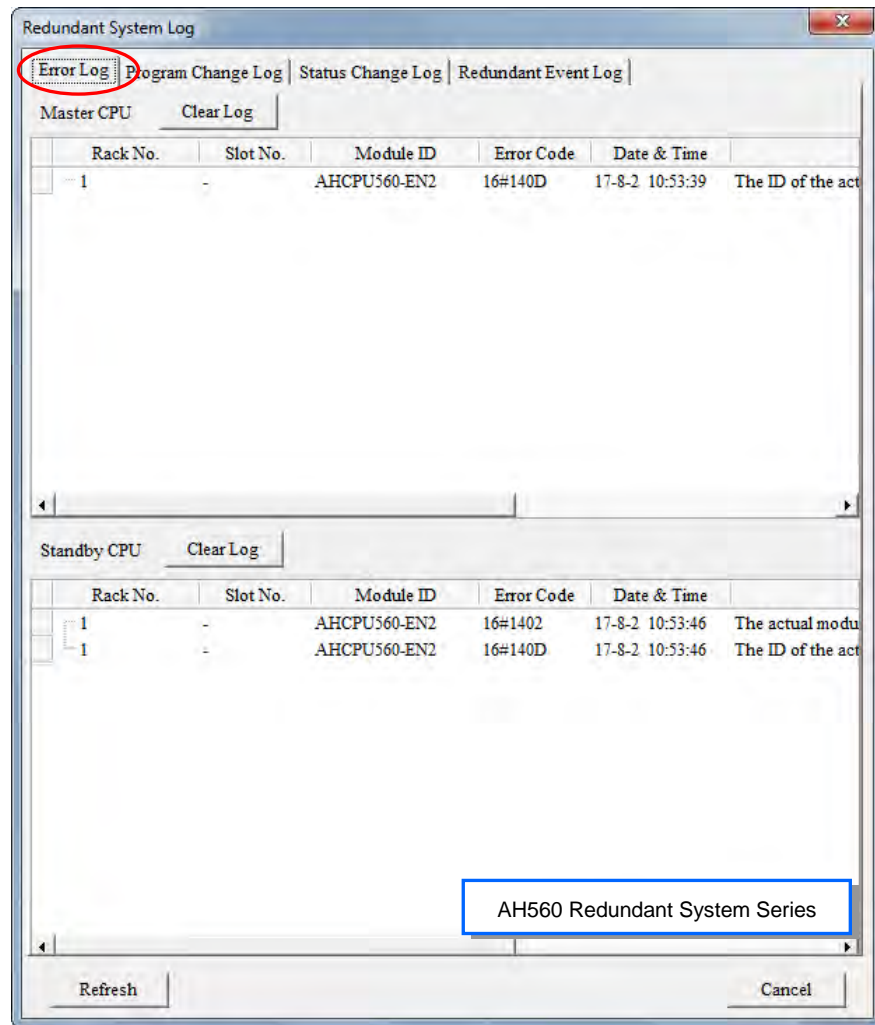 Redundant System Log
Error Log Program Change Log Status Change Log Redundant Event Log
Master CPU Clear Log
Rack No. Slot No. Module ID Error Code Date & Time
1 - AHCPU560-EN2 16#140D 17-8-2 10:53:39 The ID of the act
Standby CPU Clear Log
Rack No. Slot No. Module ID Error Code Date & Time
1 - AHCPU560-EN2 16#1402 17-8-2 10:53:46 The actual modu
1 - AHCPU560-EN2 16#140D 17-8-2 10:53:46 The ID of the act
AH560 Redundant System Series
Refresh Cancel